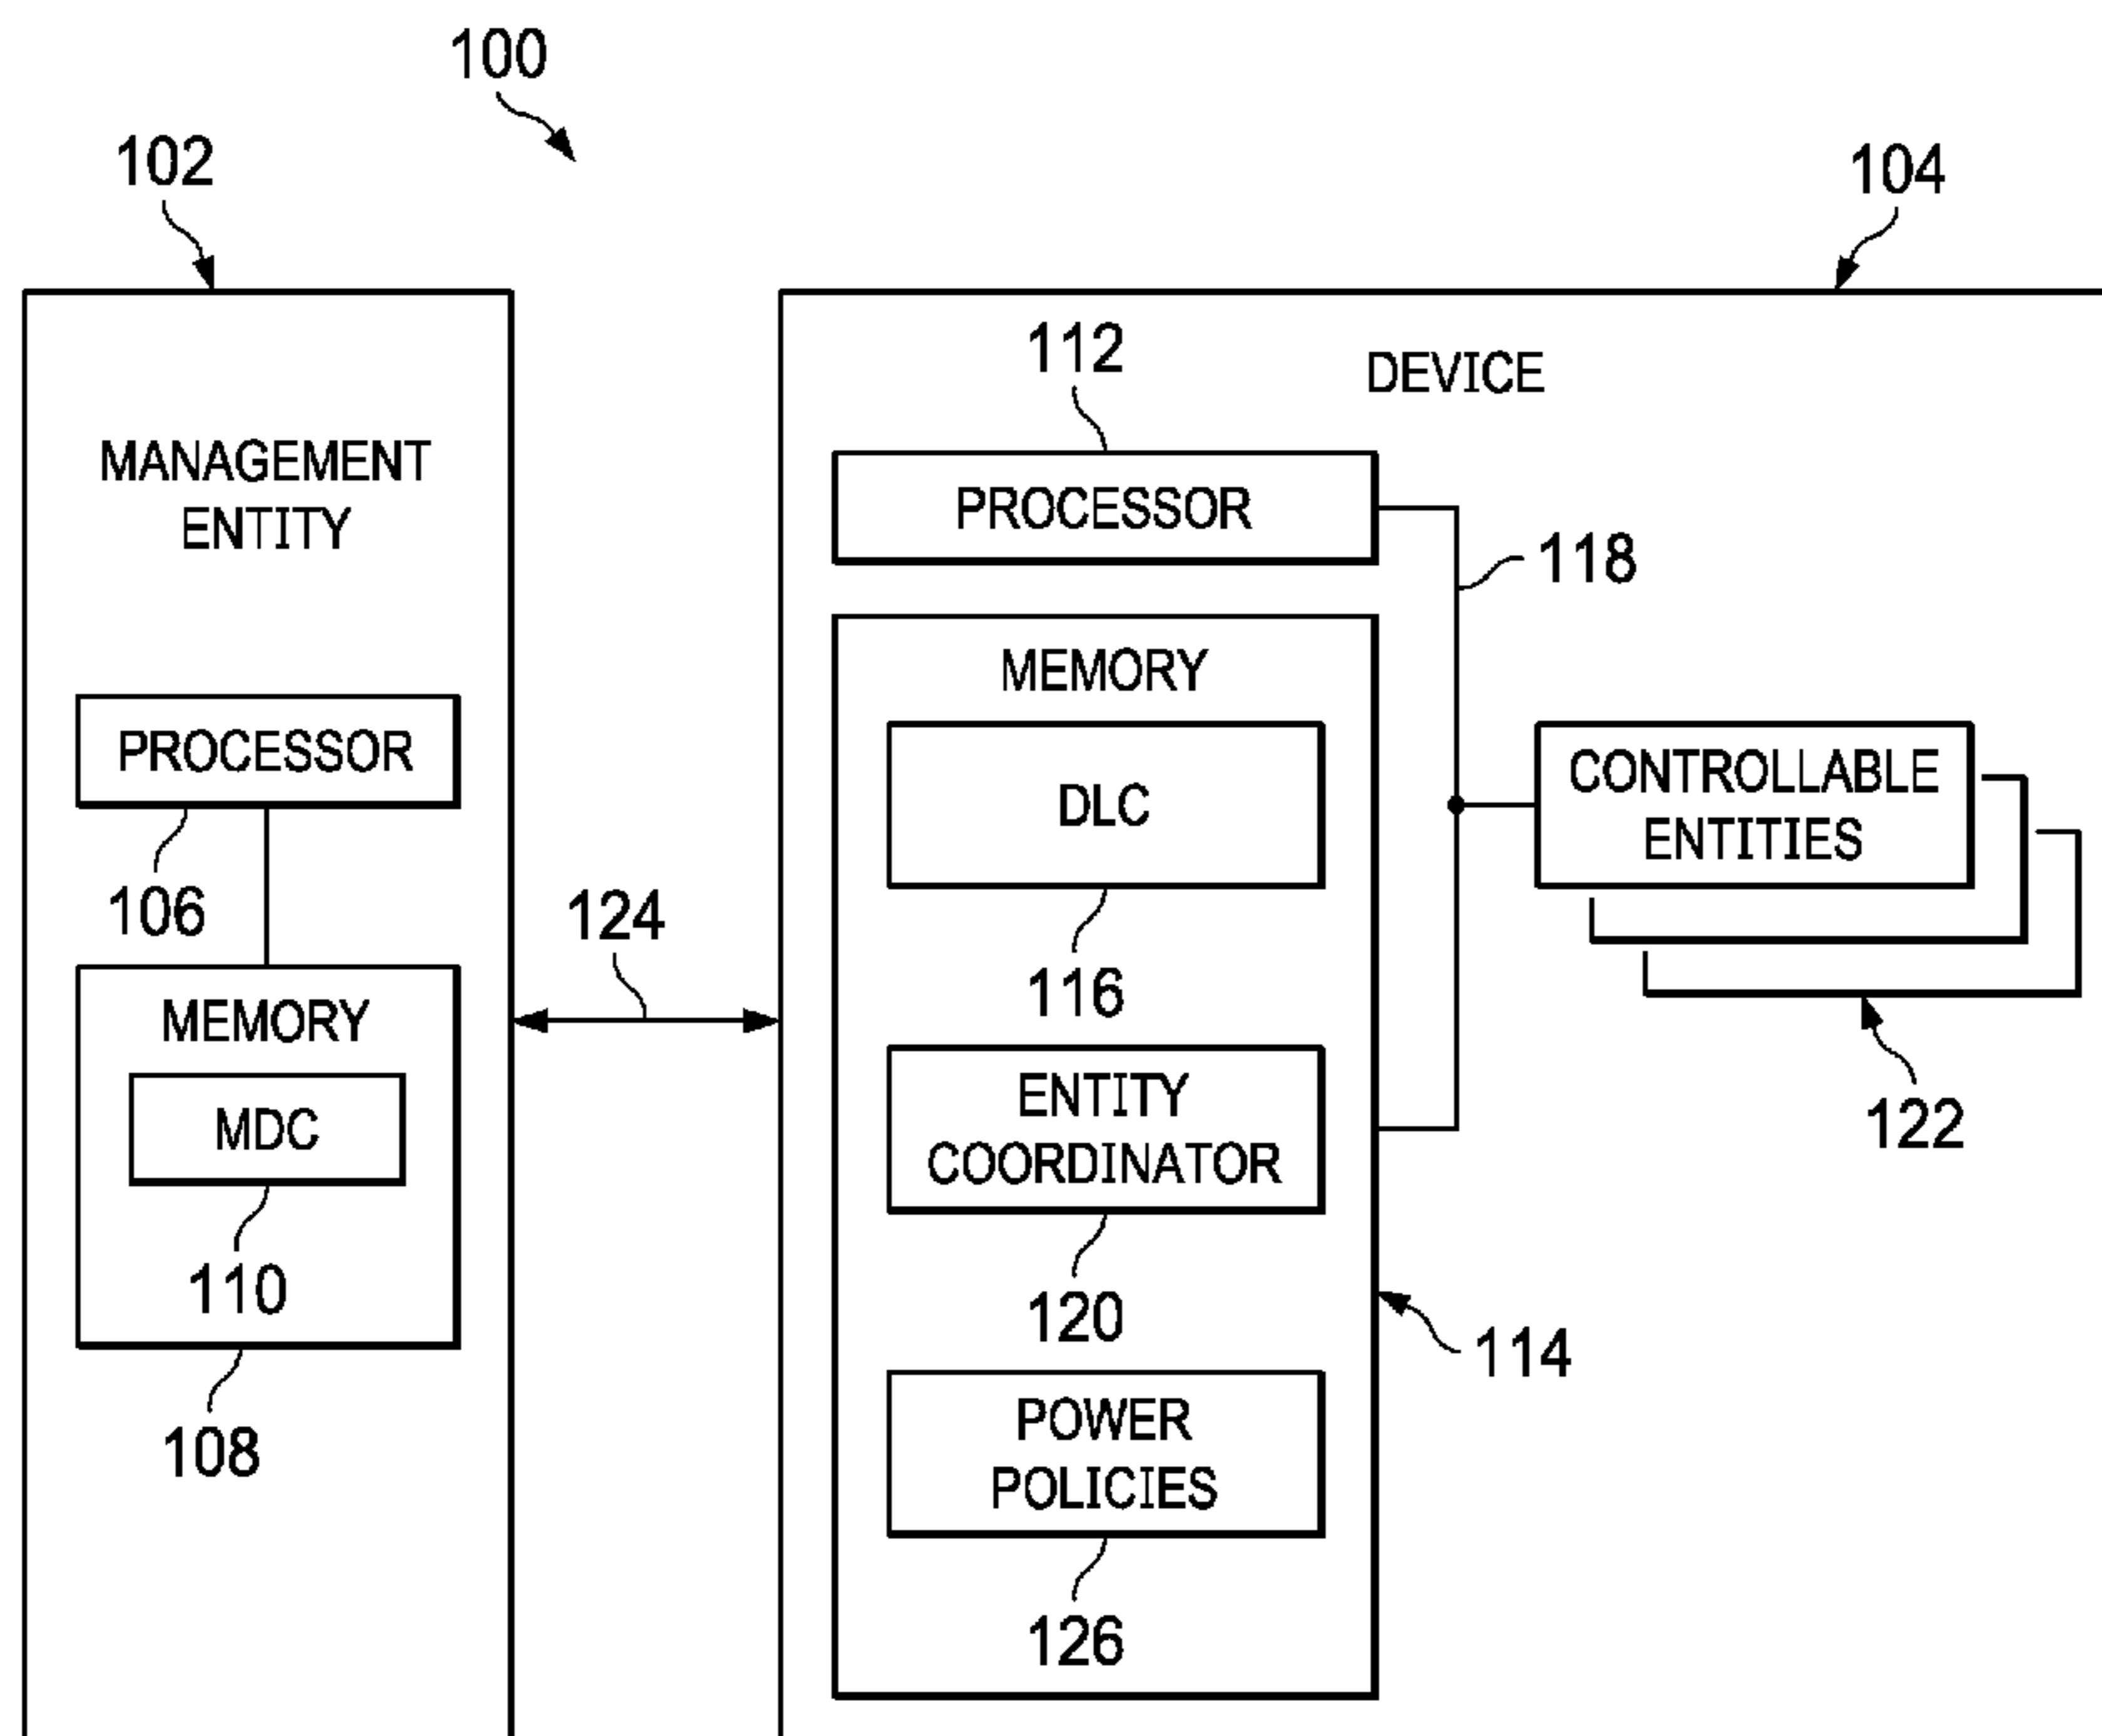 100
102
104
MANAGEMENT
ENTITY
PROCESSOR
106
MEMORY
MDC
110
108
124
DEVICE
112
PROCESSOR
118
MEMORY
DLC
116
ENTITY
COORDINATOR
120
POWER
POLICIES
126
114
CONTROLLABLE
ENTITIES
122